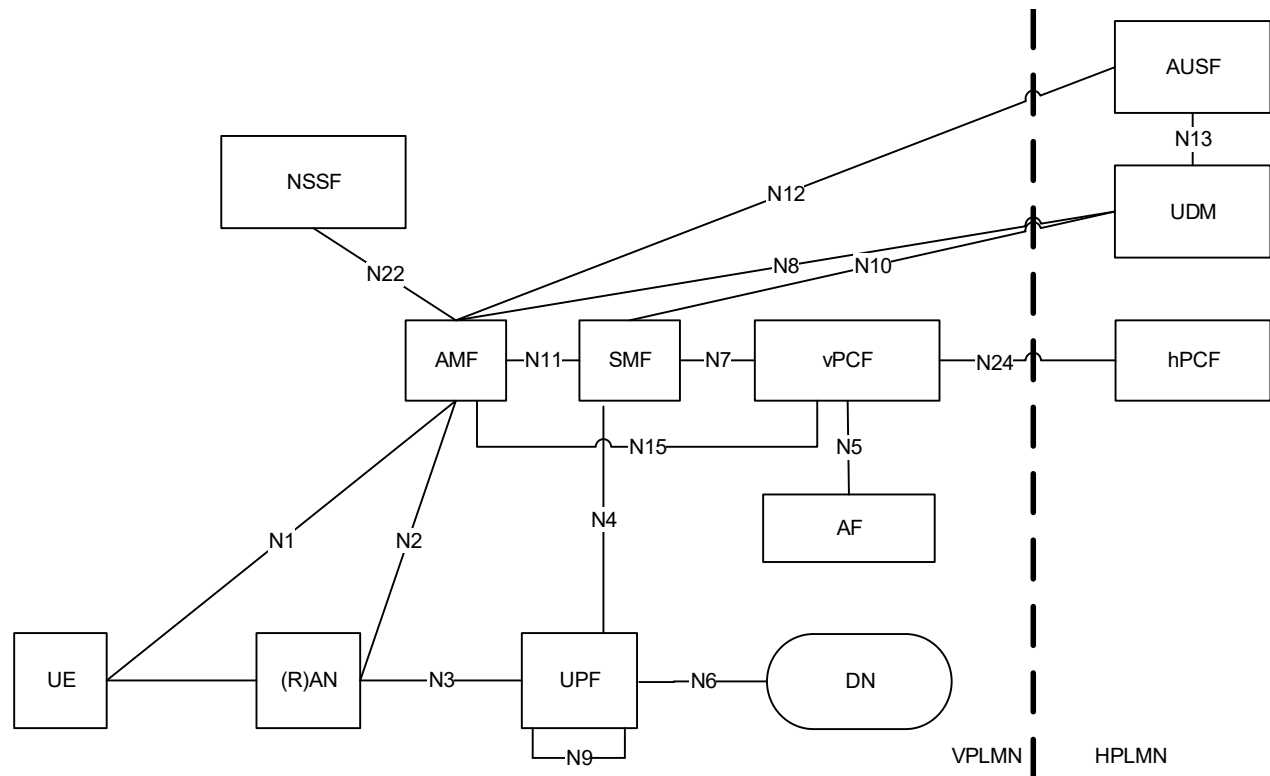 AUSF
N13
NSSF
N12
UDM
N22
N8
N10
AMF
N11
SMF
N7
vPCF
N24
hPCF
N15
N5
N4
AF
N1
N2
UE
(R)AN
N3
UPF
N6
DN
N9
VPLMN
HPLMN